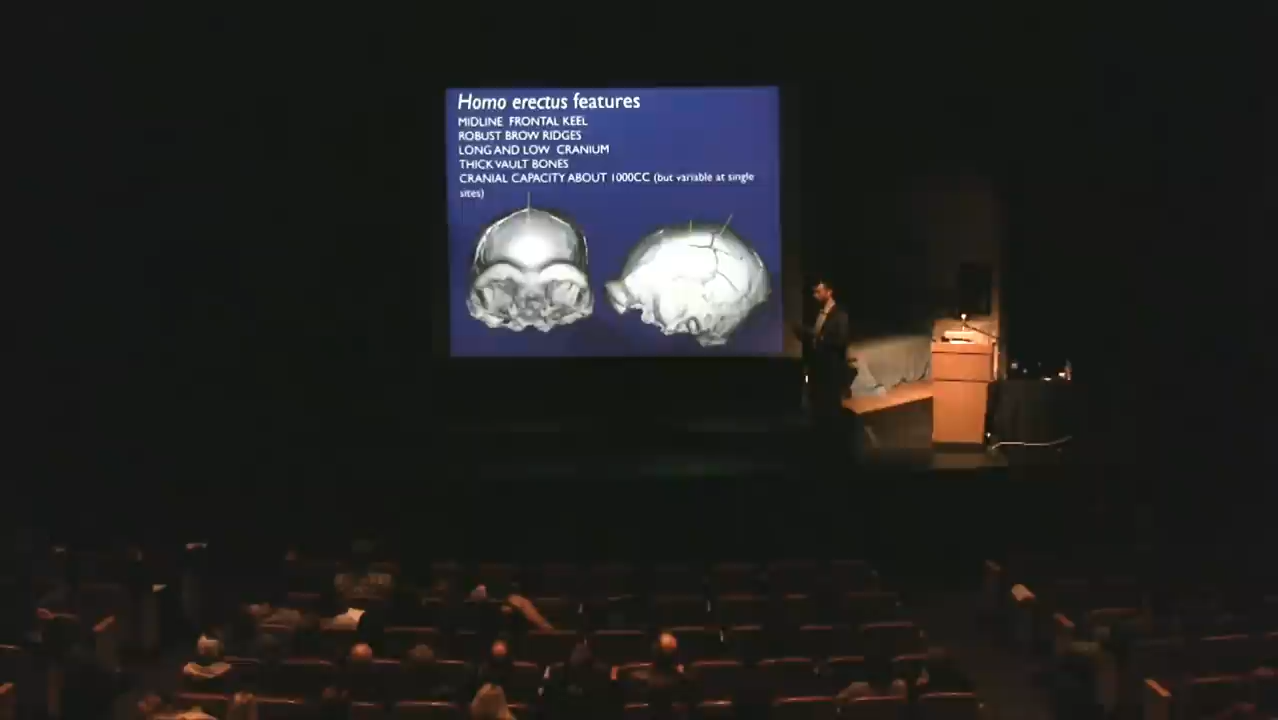 Homo erectus features
MIDLINE FRONTAL KEEL
ROBUST BROW RIDGES
LONG AND LOW CRANIUM
THICK VAULT BONES
CRANIAL CAPACITY ABOUT 1000CC (but variable at single
sites)